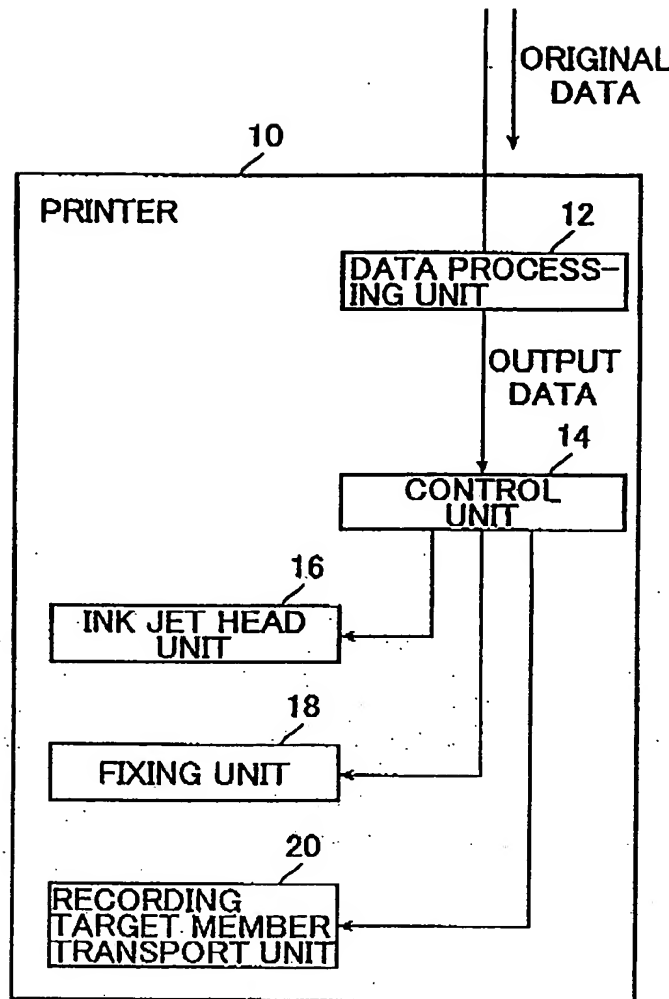 ORIGINAL
DATA
10
PRINTER
12
DATA PROCESS-
ING UNIT
OUTPUT
DATA
14
CONTROL
UNIT
16
INK JET HEAD
UNIT
18
FIXING UNIT
20
RECORDING
TARGET MEMBER
TRANSPORT UNIT